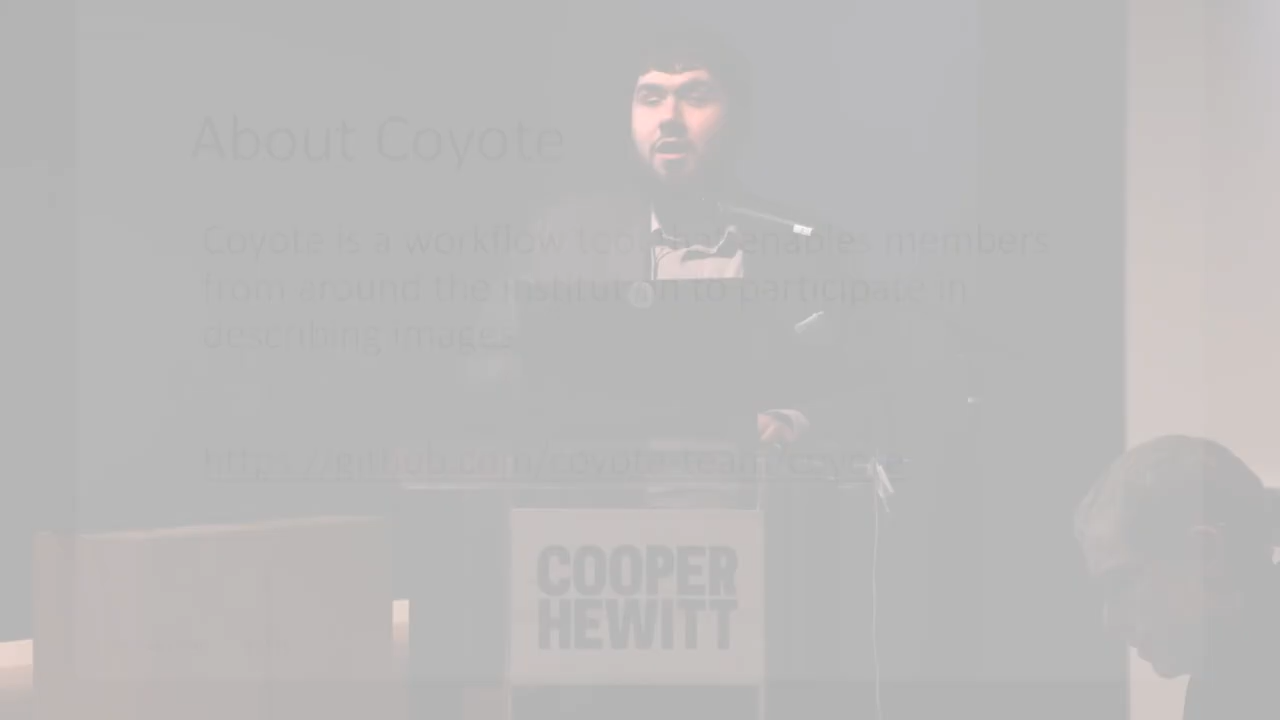 About Coyote
Coyote is a workflow tool that enables members
from around the institution to participate in
describing images
https://github.com/coyote-team/coyote
COOPER
HEWITT